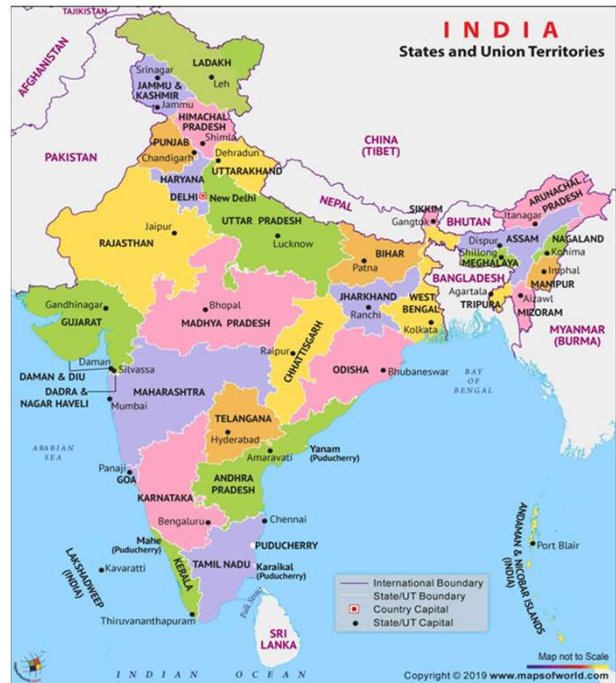 TAJIKISTAN
INDIA
States and Union Territories
AFGHANISTAN
LADAKH
Srinagar
Leh
JAMMU &
KASHMIR
Jammu
HIMACHAL
PRADESH
Shimla
CHINA
(TIBET)
PAKISTAN
PUNJAB
Chandigarh
Dehradun
UTTARAKHAND
HARYANA
DELHI
New Delhi
NEPAL
SIKKIM
Gangtok
BHUTAN
ARUNACHAL
PRADESH
Itanagar
RAJASTHAN
Jaipur
UTTAR PRADESH
Lucknow
BIHAR
Patna
Dispur
ASSAM
NAGALAND
Shillong
Kohima
MEGHALAYA
Imphal
MANIPUR
BANGLADESH
Agartala
Aizawl
TRIPURA
MIZORAM
MYANMAR
(BURMA)
Gandhinagar
GUJARAT
Bhopal
MADHYA PRADESH
JHARKHAND
Ranchi
WEST
BENGAL
Kolkata
Raipur
CHHATTISGARH
ODISHA
Bhubaneswar
BAY
OF
BENGAL
Daman
Silvassa
DAMAN & DIU
DADRA &
NAGAR HAVELI
Mumbai
MAHARASHTRA
TELANGANA
Hyderabad
Amaravati
Yanam
(Puducherry)
ARABIAN
SEA
Panaji
GOA
KARNATAKA
ANDHRA
PRADESH
Bengaluru
Chennai
Mahe
(Puducherry)
PUDUCHERRY
TAMIL NADU
Karaikal
(Puducherry)
KERALA
LAKSHADWEEP
(INDIA)
Kavaratti
Thiruvananthapuram
Palk Strait
SRI
LANKA
ANDAMAN & NICOBAR ISLANDS
(INDIA)
Port Blair
International Boundary
State/UT Boundary
Country Capital
State/UT Capital
INDIAN OCEAN
Map not to Scale
Copyright © 2019 www.mapsofworld.com